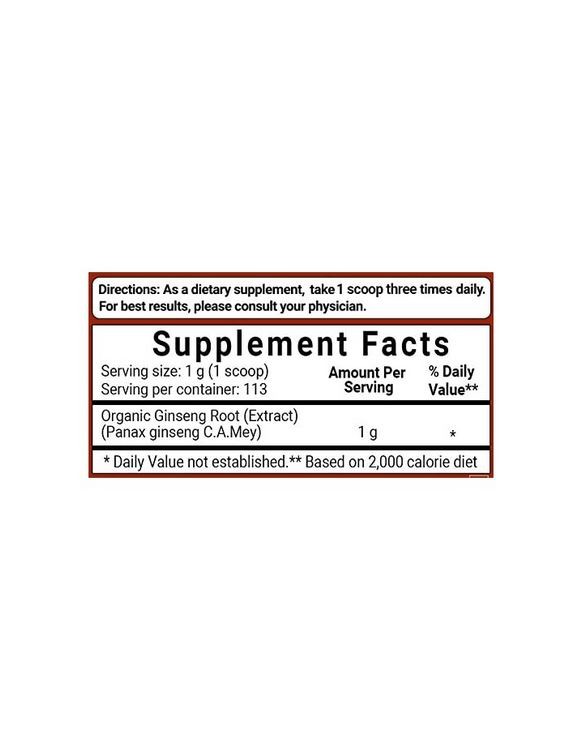 Directions: As a dietary supplement, take 1 scoop three times daily.
For best results, please consult your physician.
Supplement Facts
Serving size: 1 g (1 scoop)
Serving per container: 113
Amount Per
Serving
% Daily
Value**
Organic Ginseng Root (Extract)
(Panax ginseng C.A.Mey) 1 g *
* Daily Value not established.** Based on 2,000 calorie diet